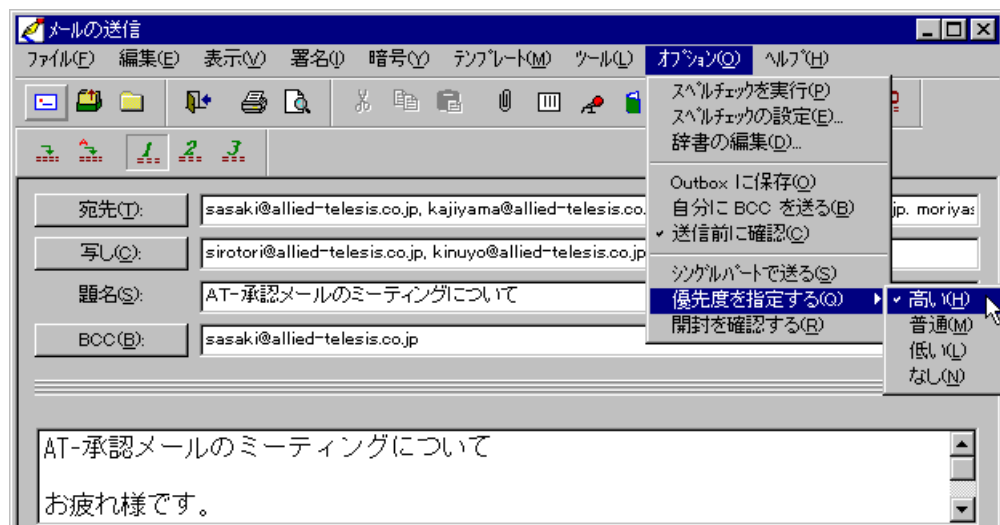 メールの送信
ファイル(F) 編集(E) 表示(V) 署名(I) 暗号(Y) テンプレート(M) ツール(L) オプション(O) ヘルプ(H)
スペルチェックを実行(P)
スペルチェックの設定(E)...
辞書の編集(D)...
Outbox に保存(O)
自分に BCC を送る(B)
送信前に確認(C)
シングルパートで送る(S)
優先度を指定する(Q)
開封を確認する(R)
高い(H)
普通(M)
低い(L)
なし(N)
1 2 3
宛先(T): sasaki@allied-telesis.co.jp, kajiyama@allied-telesis.co. jp. moriyas
写し(C): sirotori@allied-telesis.co.jp, kinuyo@allied-telesis.co.jp
題名(S): AT-承認メールのミーティングについて
BCC(B): sasaki@allied-telesis.co.jp
AT-承認メールのミーティングについて
お疲れ様です。